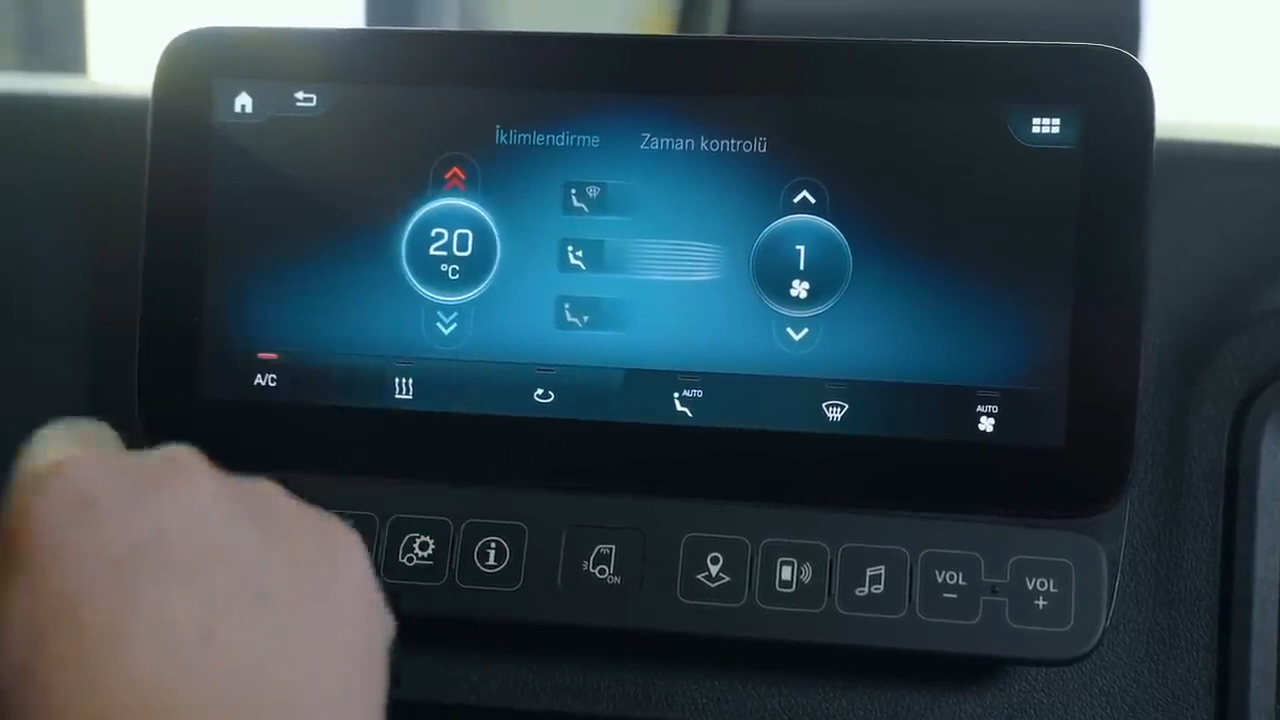 İklimlendirme Zaman kontrolü
20
°C
1
A/C
AUTO
AUTO
ON
VOL
−
VOL
+